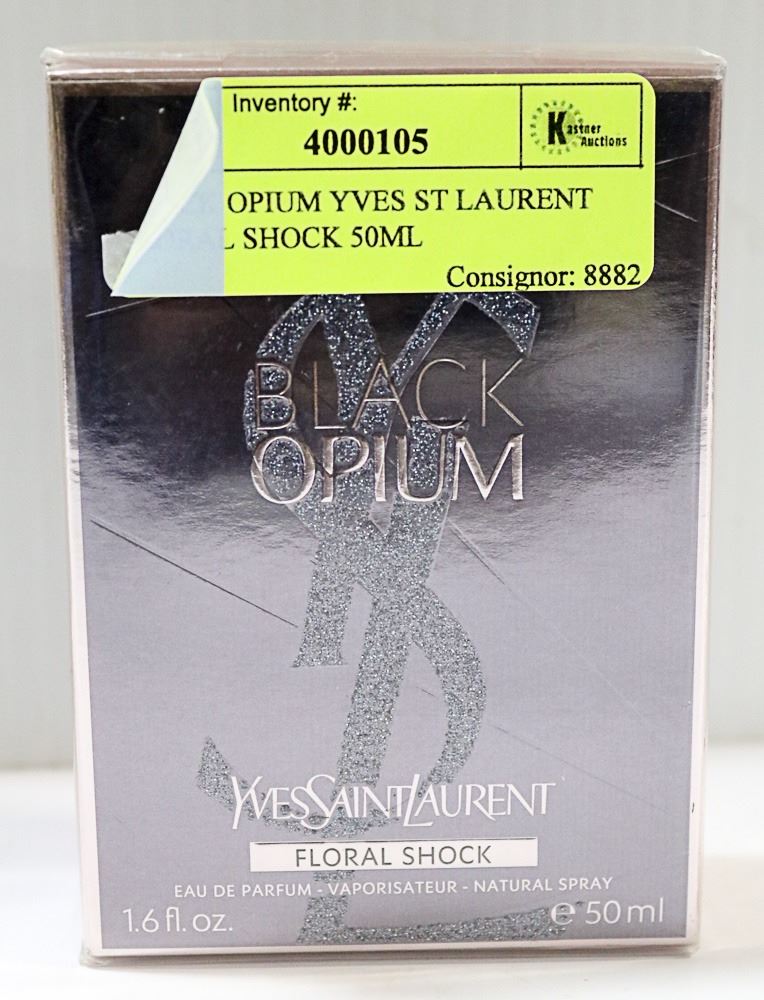 Inventory #:
4000105
Kastner
Auctions
OPIUM YVES ST LAURENT
SHOCK 50ML
Consignor: 8882
BLACK
OPIUM
YVESSAINTLAURENT
FLORAL SHOCK
EAU DE PARFUM - VAPORISATEUR - NATURAL SPRAY
1.6 fl. oz. ℮ 50 ml